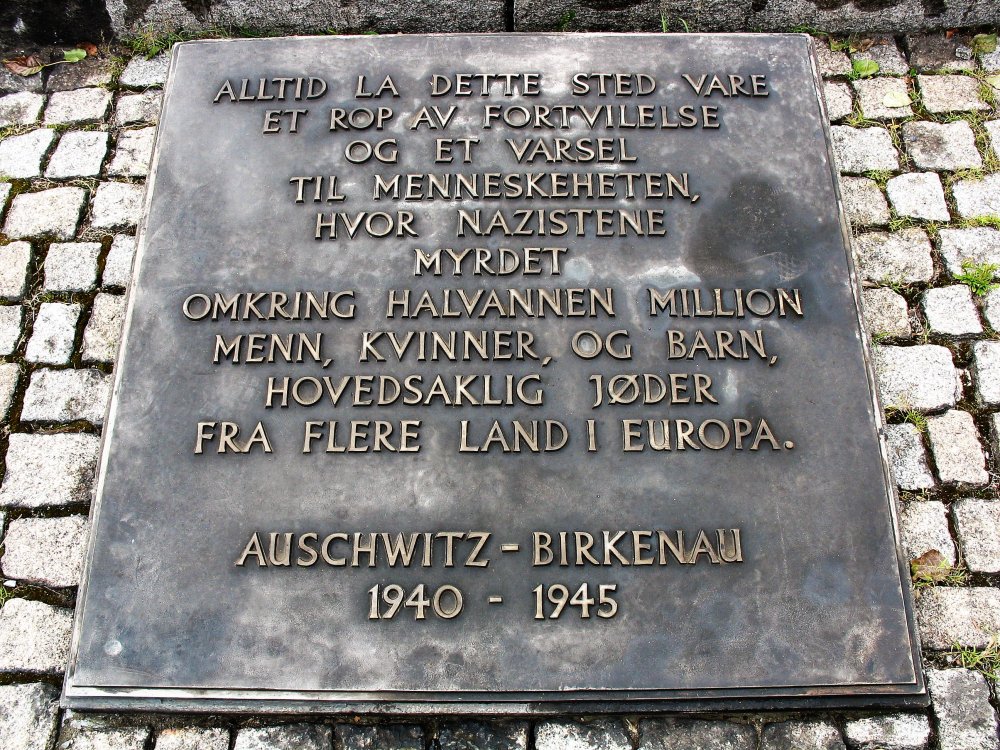 ALLTID LA DETTE STED VARE
ET ROP AV FORTVILELSE
OG ET VARSEL
TIL MENNESKEHETEN,
HVOR NAZISTENE
MYRDET
OMKRING HALVANNEN MILLION
MENN, KVINNER, OG BARN,
HOVEDSAKLIG JØDER
FRA FLERE LAND I EUROPA.
AUSCHWITZ - BIRKENAU
1940 - 1945